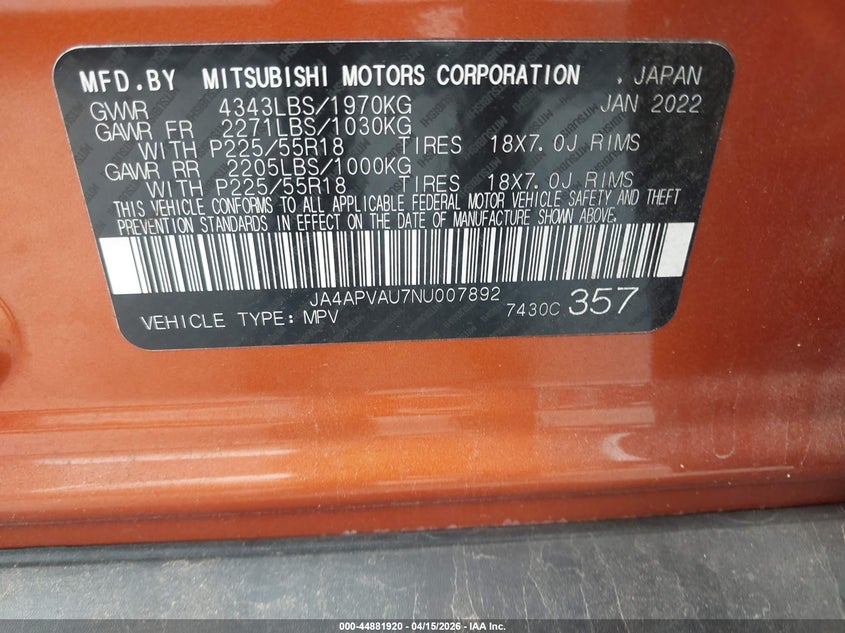 MFD.BY MITSUBISHI MOTORS CORPORATION , JAPAN
GVWR 4343LBS/1970KG JAN 2022
GAWR FR 2271LBS/1030KG
WITH P225/55R18 TIRES 18X7.0J RIMS
GAWR RR 2205LBS/1000KG
WITH P225/55R18 TIRES 18X7.0J RIMS
THIS VEHICLE CONFORMS TO ALL APPLICABLE FEDERAL MOTOR VEHICLE SAFETY AND THEFT
PREVENTION STANDARDS IN EFFECT ON THE DATE OF MANUFACTURE SHOWN ABOVE.
JA4APVAU7NU007892
VEHICLE TYPE: MPV 7430C 357
000-44881920 - 04/15/2026 - IAA Inc.